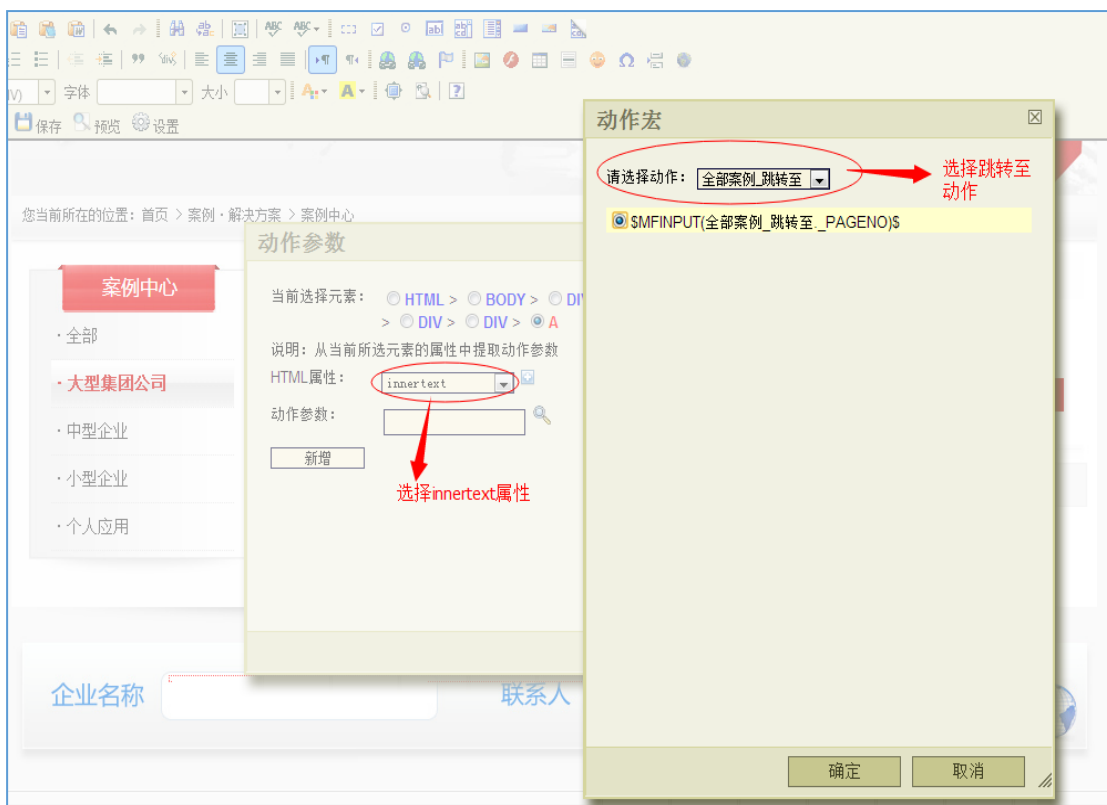 字体
大小
保存 预览 设置
您当前所在的位置：首页 > 案例·解决方案 > 案例中心
案例中心
·全部
·大型集团公司
·中型企业
·小型企业
·个人应用
动作参数
当前选择元素： HTML > BODY > DIV
> DIV > DIV > A
说明：从当前所选元素的属性中提取动作参数
HTML属性： innertext
动作参数：
新增
选择innertext属性
企业名称
联系人
动作宏
请选择动作： 全部案例_跳转至
选择跳转至
动作
$MFINPUT(全部案例_跳转至._PAGENO)$
确定 取消